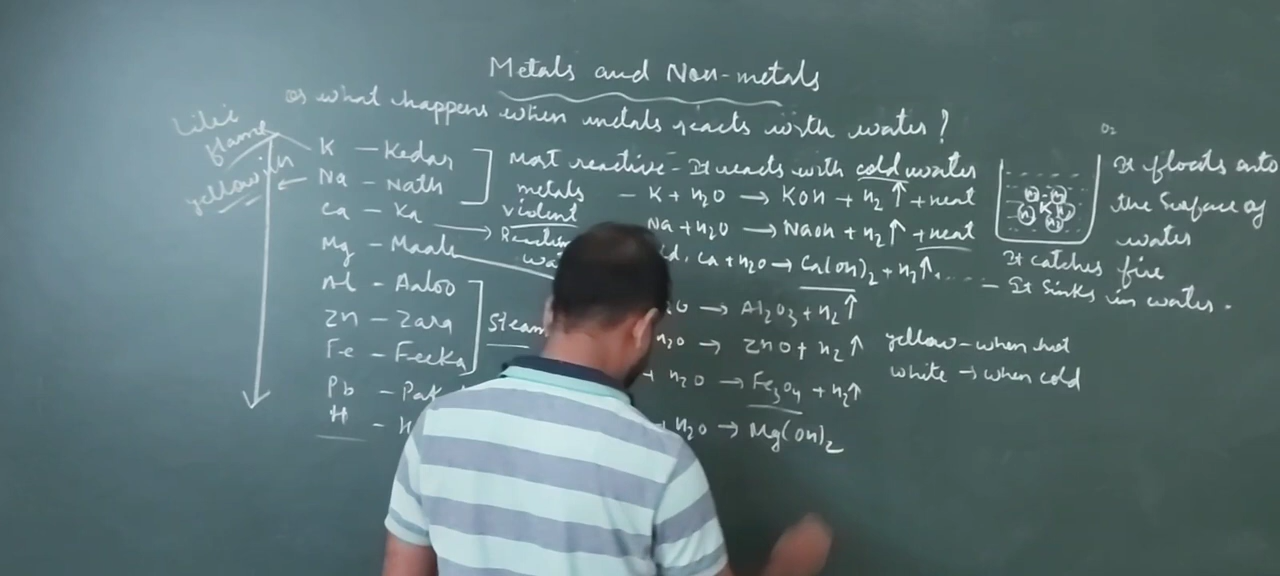 Metals and Non-metals
Q) what happens when metals reacts with water?
Lilic flame
yellow
K – Kedar
Na – Nath
Ca – Ka
Mg – Maale
Al – Aaloo
Zn – Zara
Fe – Feeka
Pb –
H –
Most reactive – It reacts with cold water
metals – K + H2O → KOH + H2↑ + heat
violent Na + H2O → NaOH + H2↑ + heat
Ca + H2O → Ca(OH)2 + H2↑ ..... – It sinks in water.
Steam
→ Al2O3 + H2↑
H2O → ZnO + H2↑
+ H2O → Fe3O4 + H2↑
+ H2O → Mg(OH)2
yellow – when hot
white → when cold
O2
K
It floats onto
the surface of
water
It catches fire